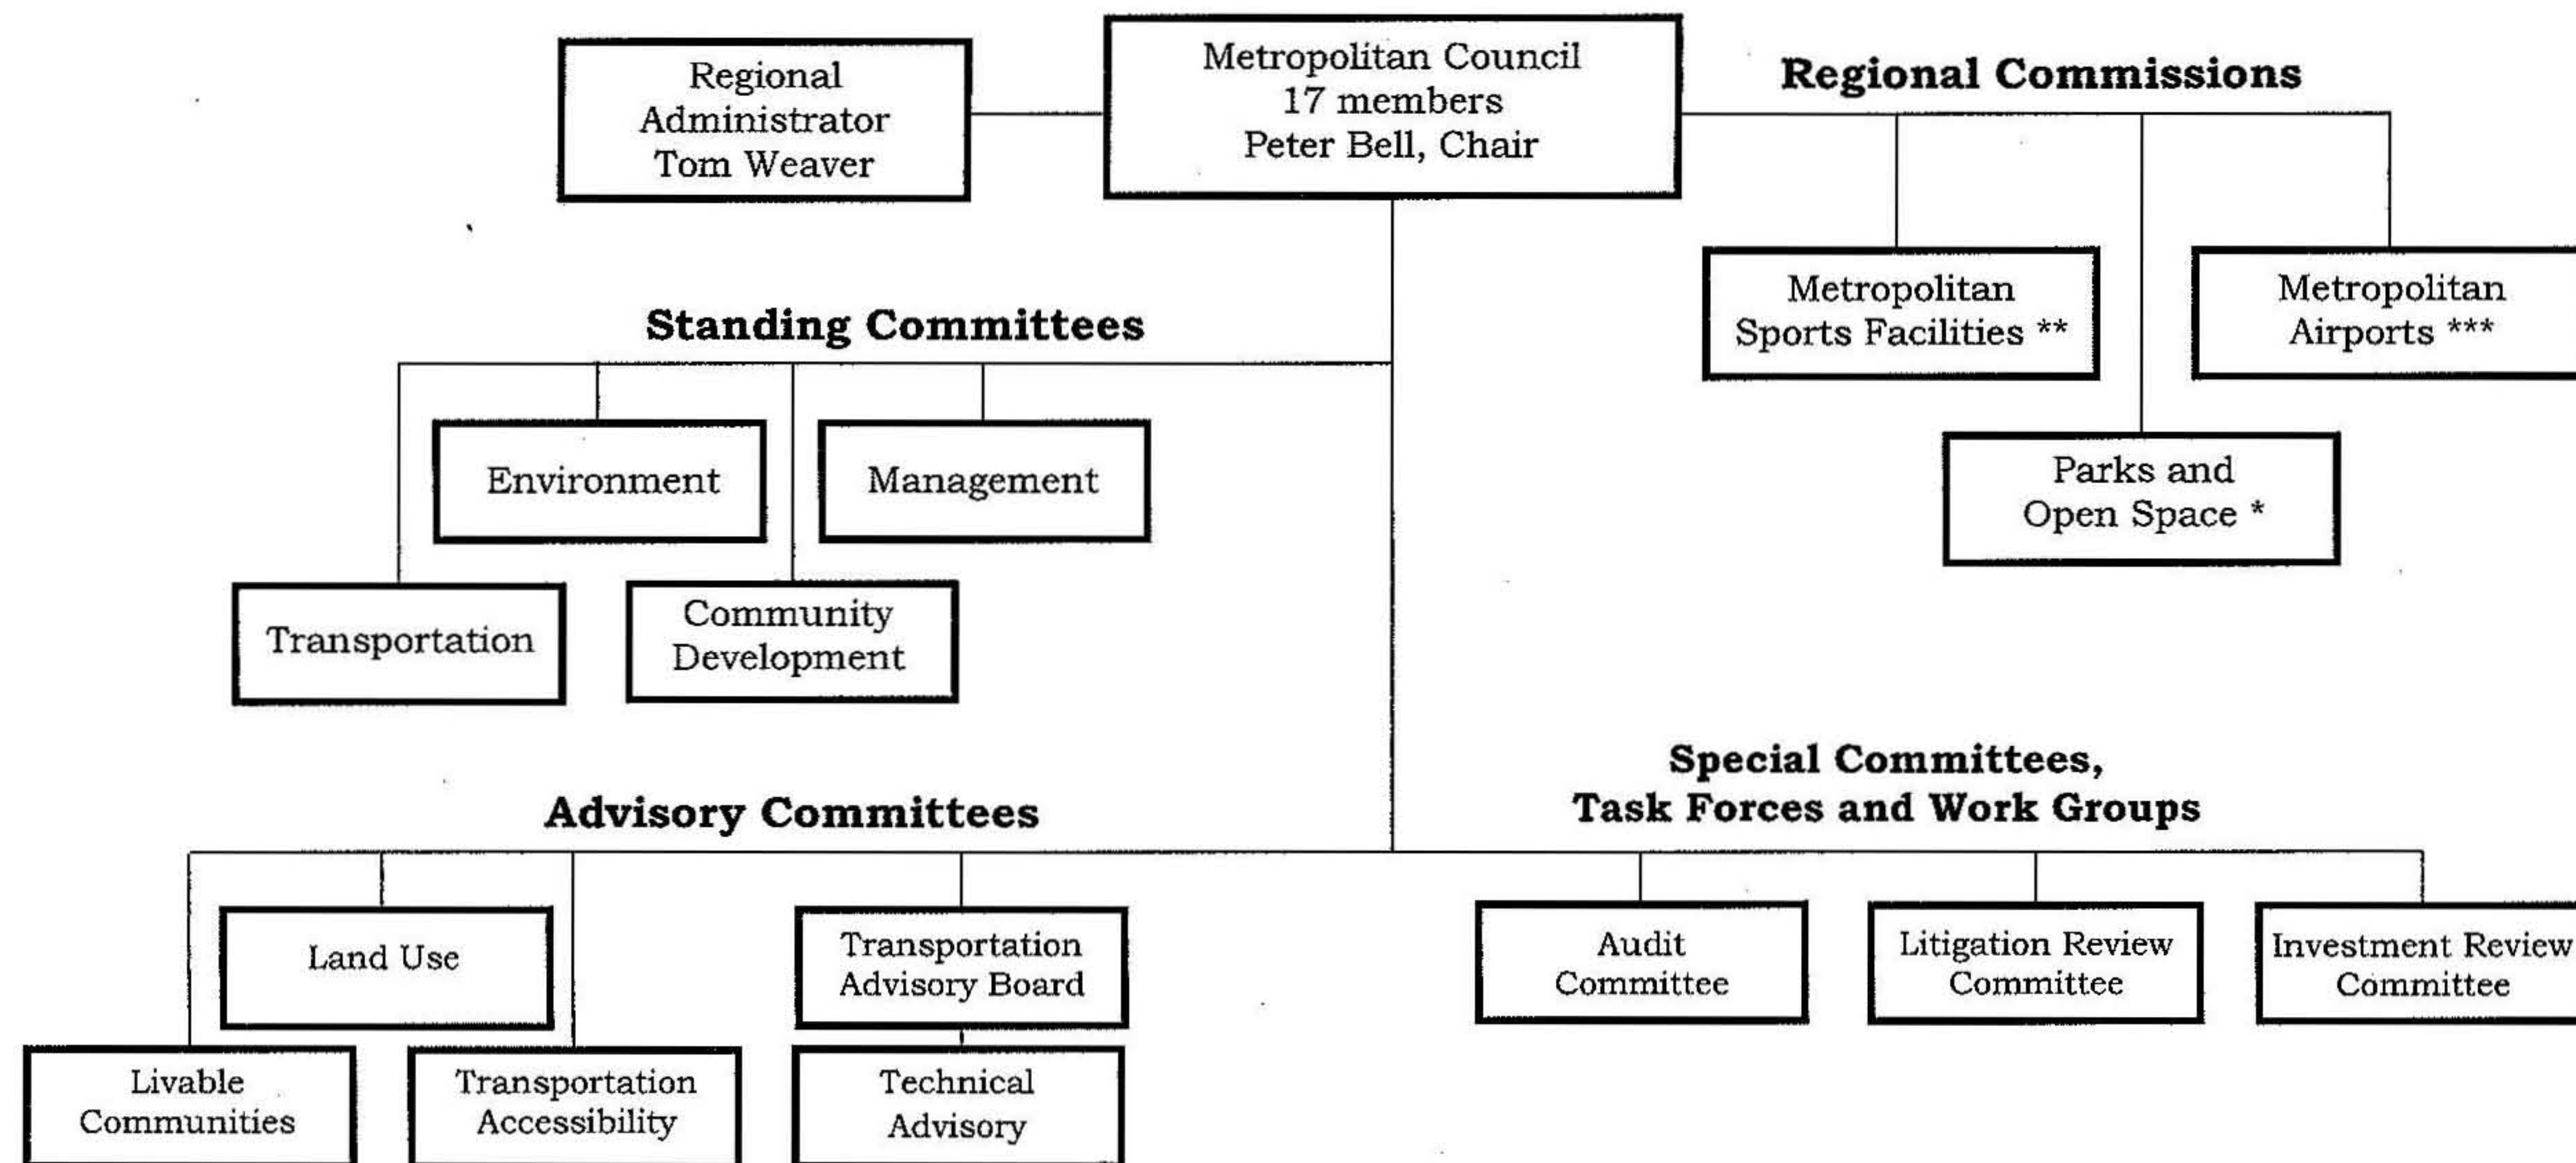 Regional
Administrator
Tom Weaver
Metropolitan Council
17 members
Peter Bell, Chair
Regional Commissions
Metropolitan
Sports Facilities **
Metropolitan
Airports ***
Parks and
Open Space *
Standing Committees
Environment
Management
Transportation
Community
Development
Advisory Committees
Land Use
Transportation
Advisory Board
Livable
Communities
Transportation
Accessibility
Technical
Advisory
Special Committees,
Task Forces and Work Groups
Audit
Committee
Litigation Review
Committee
Investment Review
Committee